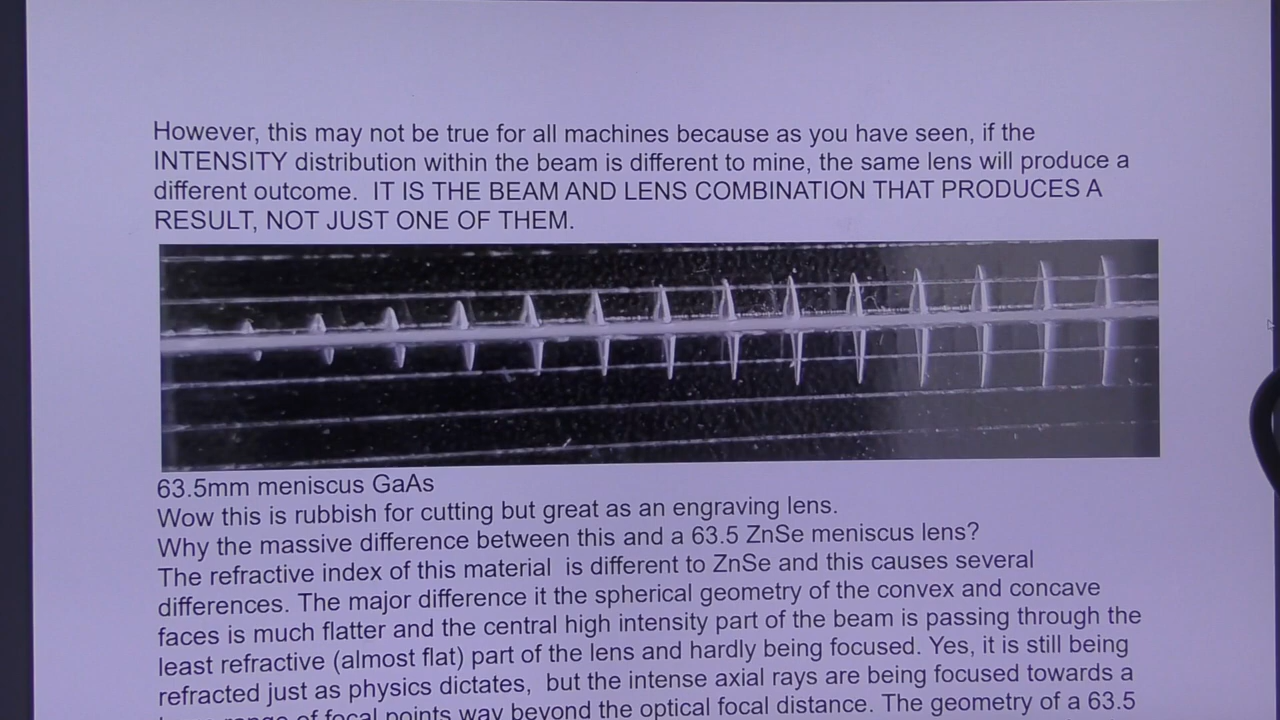 However, this may not be true for all machines because as you have seen, if the
INTENSITY distribution within the beam is different to mine, the same lens will produce a
different outcome. IT IS THE BEAM AND LENS COMBINATION THAT PRODUCES A
RESULT, NOT JUST ONE OF THEM.
63.5mm meniscus GaAs
Wow this is rubbish for cutting but great as an engraving lens.
Why the massive difference between this and a 63.5 ZnSe meniscus lens?
The refractive index of this material is different to ZnSe and this causes several
differences. The major difference it the spherical geometry of the convex and concave
faces is much flatter and the central high intensity part of the beam is passing through the
least refractive (almost flat) part of the lens and hardly being focused. Yes, it is still being
refracted just as physics dictates, but the intense axial rays are being focused towards a
range of focal points way beyond the optical focal distance. The geometry of a 63.5